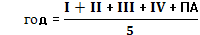 год = I + II + III + IV + ПА
5